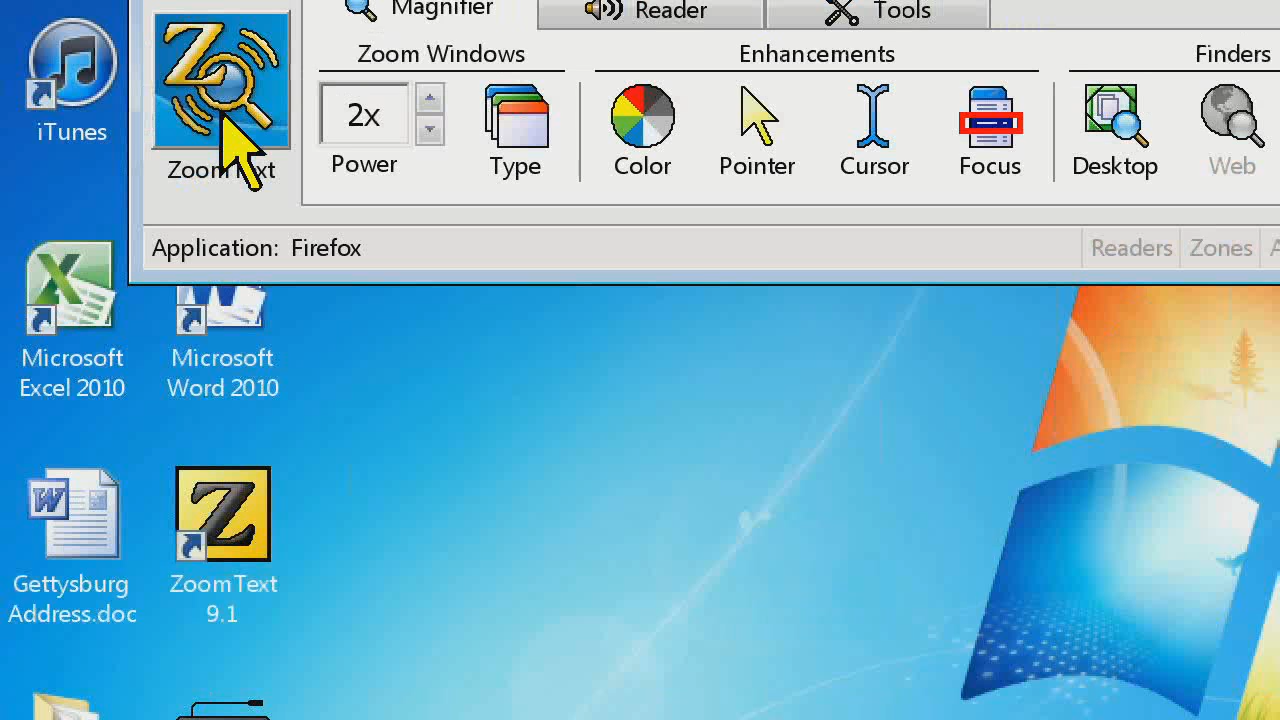 Magnifier
Reader
Tools
iTunes
ZoomText
Zoom Windows
Enhancements
Finders
2x
Power
Type
Color
Pointer
Cursor
Focus
Desktop
Web
Application: Firefox
Readers
Zones
Microsoft
Excel 2010
Microsoft
Word 2010
Gettysburg
Address.doc
ZoomText
9.1